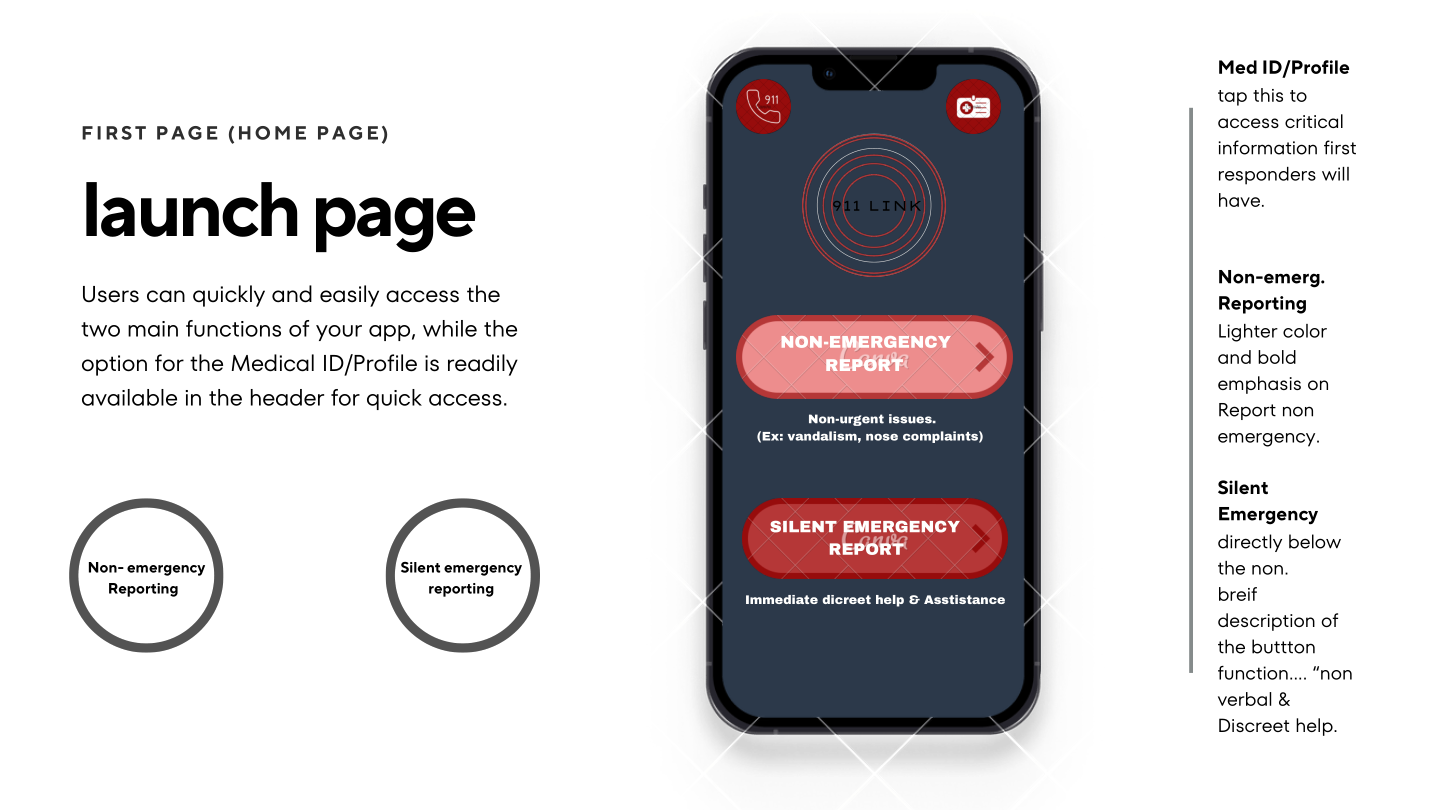 FIRST PAGE (HOME PAGE)
launch page
Users can quickly and easily access the
two main functions of your app, while the
option for the Medical ID/Profile is readily
available in the header for quick access.
Non- emergency
Reporting
Silent emergency
reporting
911
911 LINK
NON-EMERGENCY
REPORT
Canva
Non-urgent issues.
(Ex: vandalism, nose complaints)
SILENT EMERGENCY
REPORT
Canva
Immediate dicreet help & Asstistance
Med ID/Profile
tap this to
access critical
information first
responders will
have.
Non-emerg.
Reporting
Lighter color
and bold
emphasis on
Report non
emergency.
Silent
Emergency
directly below
the non.
breif
description of
the buttton
function.... "non
verbal &
Discreet help.